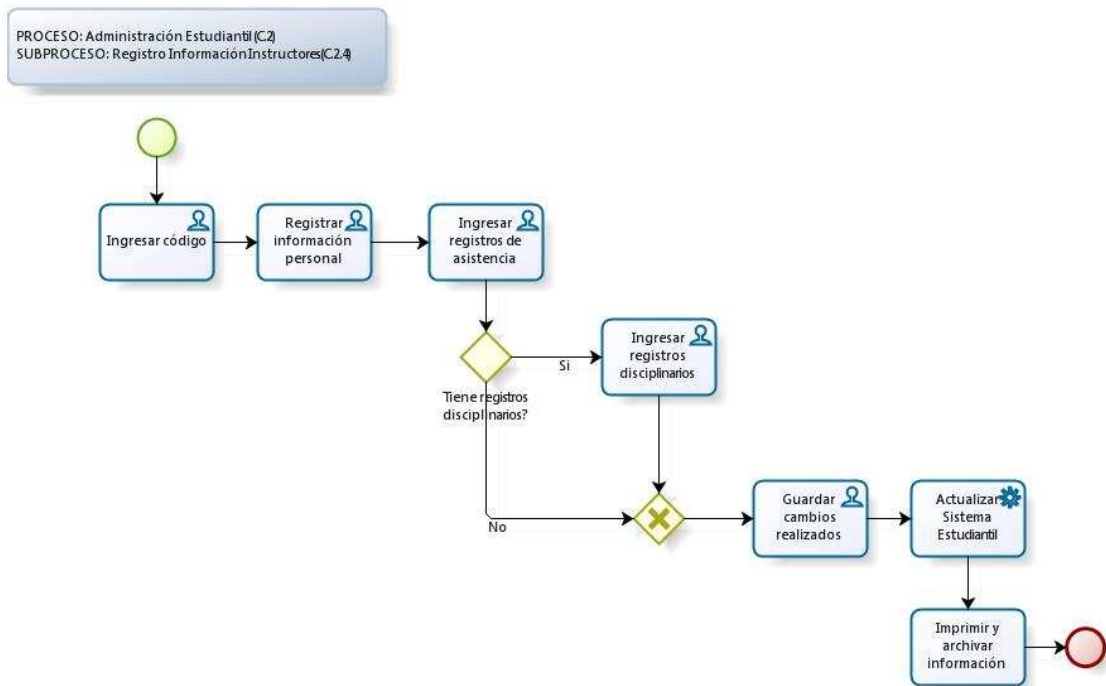 PROCESO: Administración Estudiantil (C.2)
SUBPROCESO: Registro Información Instructores(C.2.4)
Ingresar código
Registrar
información
personal
Ingresar
registros de
asistencia
Ingresar
registros
disciplinarios
Si
Tiene registros
disciplinarios?
No
Guardar
cambios
realizados
Actualizar
Sistema
Estudiantil
Imprimir y
archivar
información